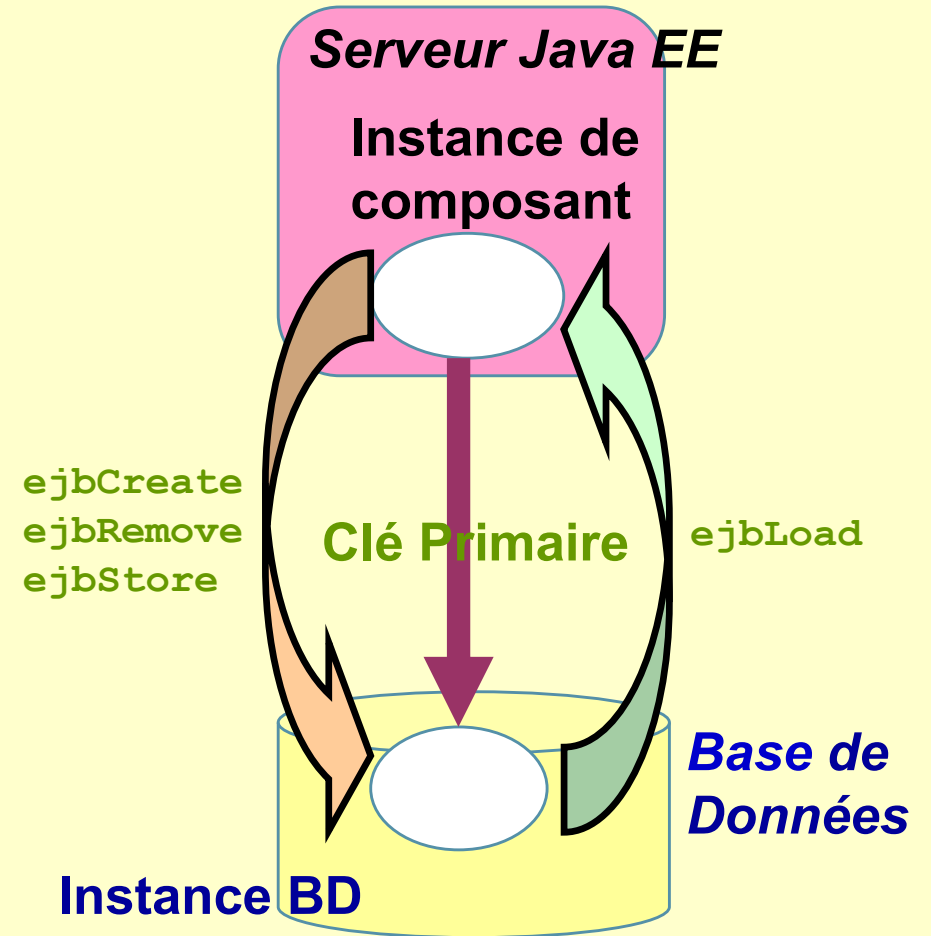 Serveur Java EE
Instance de
composant
ejbCreate
ejbRemove
ejbStore
Clé Primaire
ejbLoad
Base de
Données
Instance BD